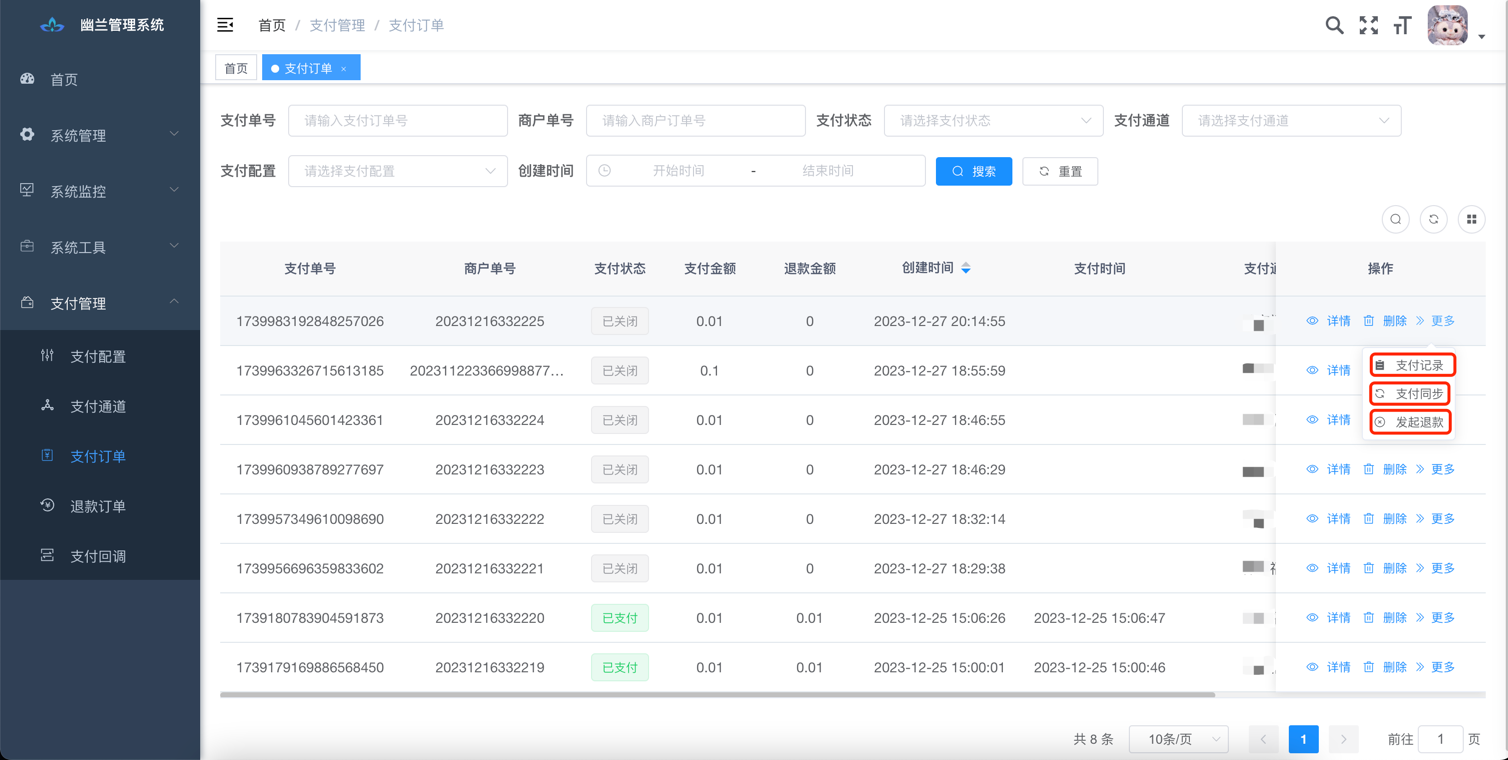 幽兰管理系统
首页
系统管理
系统监控
系统工具
支付管理
支付配置
支付通道
支付订单
退款订单
支付回调
首页 / 支付管理 / 支付订单
首页 支付订单 ×
支付单号 请输入支付订单号 商户单号 请输入商户订单号 支付状态 请选择支付状态 支付通道 请选择支付通道
支付配置 请选择支付配置 创建时间 开始时间 - 结束时间 搜索 重置
支付单号 商户单号 支付状态 支付金额 退款金额 创建时间 支付时间 支付通 操作
1739983192848257026 20231216332225 已关闭 0.01 0 2023-12-27 20:14:55 详情 删除 更多
1739963326715613185 202311223366998877... 已关闭 0.1 0 2023-12-27 18:55:59 详情
支付记录
支付同步
发起退款
1739961045601423361 20231216332224 已关闭 0.01 0 2023-12-27 18:46:55 详情
1739960938789277697 20231216332223 已关闭 0.01 0 2023-12-27 18:46:29 详情 删除 更多
1739957349610098690 20231216332222 已关闭 0.01 0 2023-12-27 18:32:14 详情 删除 更多
1739956696359833602 20231216332221 已关闭 0.01 0 2023-12-27 18:29:38 详情 删除 更多
1739180783904591873 20231216332220 已支付 0.01 0.01 2023-12-25 15:06:26 2023-12-25 15:06:47 详情 删除 更多
1739179169886568450 20231216332219 已支付 0.01 0.01 2023-12-25 15:00:01 2023-12-25 15:00:46 详情 删除 更多
共 8 条 10条/页 1 前往 1 页